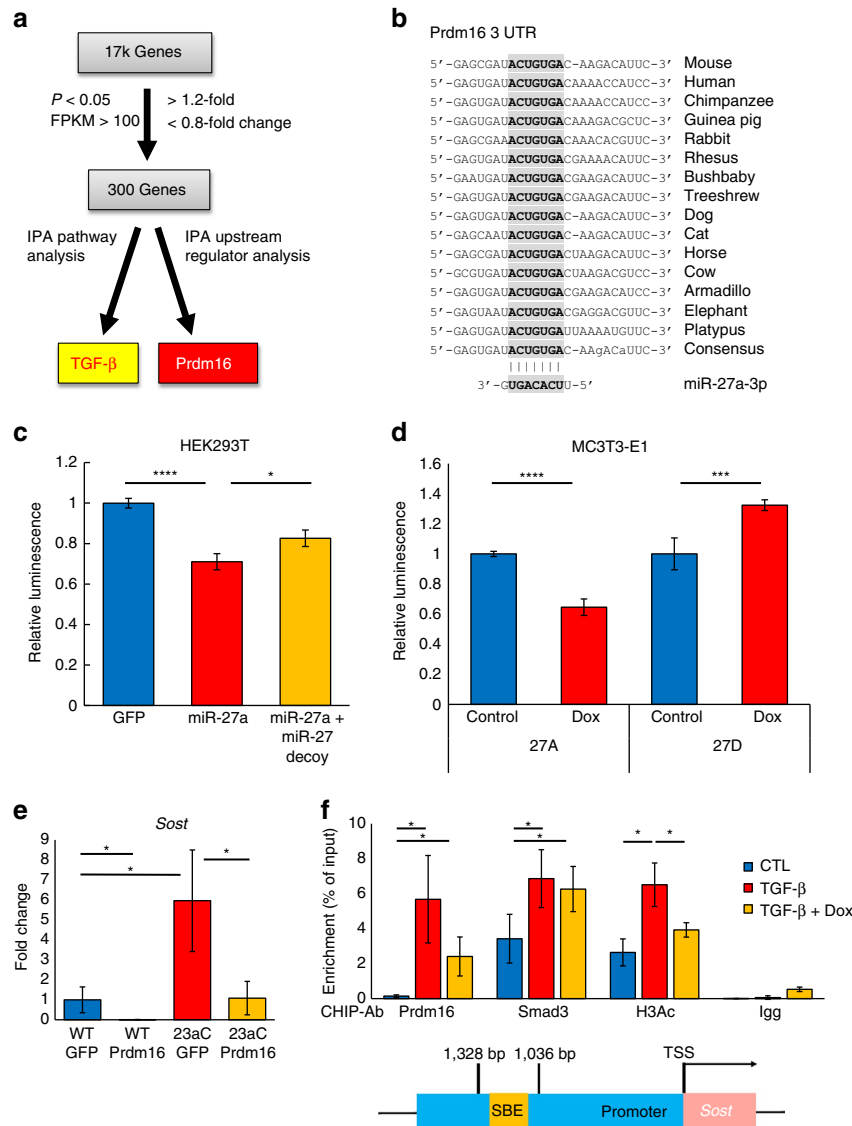 a
17k Genes
P < 0.05
FPKM > 100
> 1.2-fold
< 0.8-fold change
300 Genes
IPA pathway
analysis
IPA upstream
regulator analysis
TGF-β
Prdm16
b
Prdm16 3 UTR
5’-GAGCGAUACUGUGAC-AAGACAUUC-3’ Mouse
5’-GAGUGAUACUGUGACAAAACCAUCC-3’ Human
5’-GAGUGAUACUGUGACAAAACCAUCC-3’ Chimpanzee
5’-GAGUGAUACUGUGACAAAGACGCUC-3’ Guinea pig
5’-GAGCGAAACUGUGACAAACACGUUC-3’ Rabbit
5’-GAGUGAUACUGUGACGAAAACAUUC-3’ Rhesus
5’-GAAUGAUACUGUGACAAAGACAUUC-3’ Bushbaby
5’-GAGUGAUACUGUGACAAAGACAUUC-3’ Treeshrew
5’-GAGUGAUACUGUGAC-AAGACAUUC-3’ Dog
5’-GAGCAAUACUGUGAC-AAGACAUUC-3’ Cat
5’-GAGUGAUACUGUGACUAAGACAUUC-3’ Horse
5’-GCGUGAUACUGUGACUAAGACGUCC-3’ Cow
5’-GAGUGAUACUGUGACGAAGACAUUC-3’ Armadillo
5’-GAGUAAUACUGUGACGAGGACGUUC-3’ Elephant
5’-GAGUGAUACUGUGAUUAAAAUGUUC-3’ Platypus
5’-GAGUGAUACUGUGAC-AAgACaUUC-3’ Consensus
| | | | | | |
3’-GUGACACUU-5’ miR-27a-3p
c
HEK293T
Relative luminescence
1.2
1
0.8
0.6
0.4
0.2
0
****
*
GFP
miR-27a
miR-27a +
miR-27
decoy
d
MC3T3-E1
Relative luminescence
1.6
1.4
1.2
1
0.8
0.6
0.4
0.2
0
****
***
Control Dox Control Dox
27A 27D
e
Sost
Fold change
9
8
7
6
5
4
3
2
1
0
*
*
*
WT
GFP
WT
Prdm16
23aC
GFP
23aC
Prdm16
f
Enrichment (% of input)
10
8
6
4
2
0
*
*
*
*
*
*
CTL
TGF-β
TGF-β + Dox
CHIP-Ab Prdm16 Smad3 H3Ac Igg
1,328 bp 1,036 bp TSS
SBE Promoter Sost